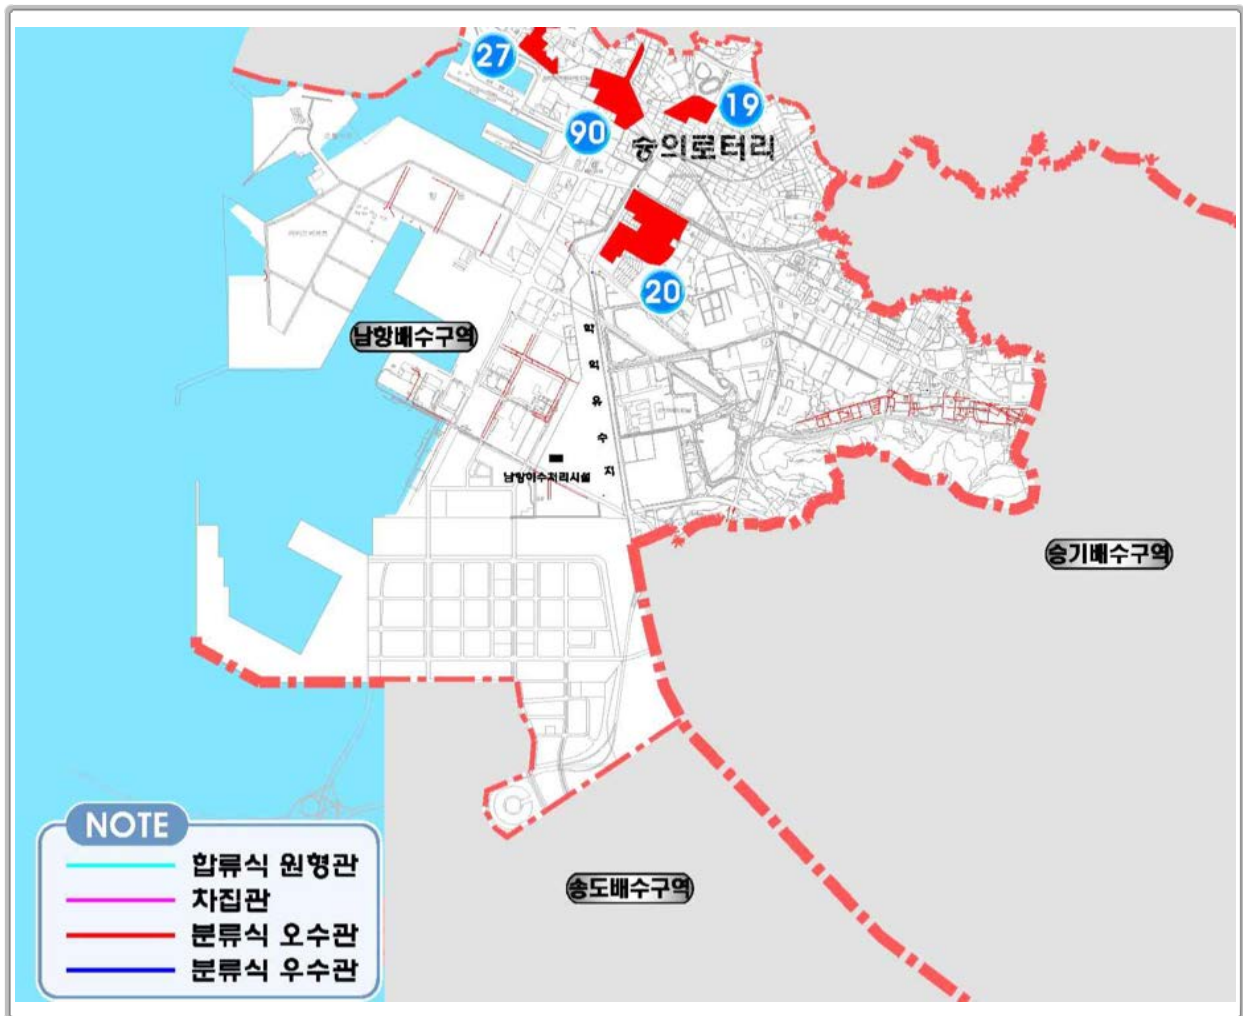 27
19
90
숭의로터리
20
남항배수구역
학
익
유
수
지
남항하수처리시설
승기배수구역
송도배수구역
NOTE
합류식 원형관
차집관
분류식 오수관
분류식 우수관